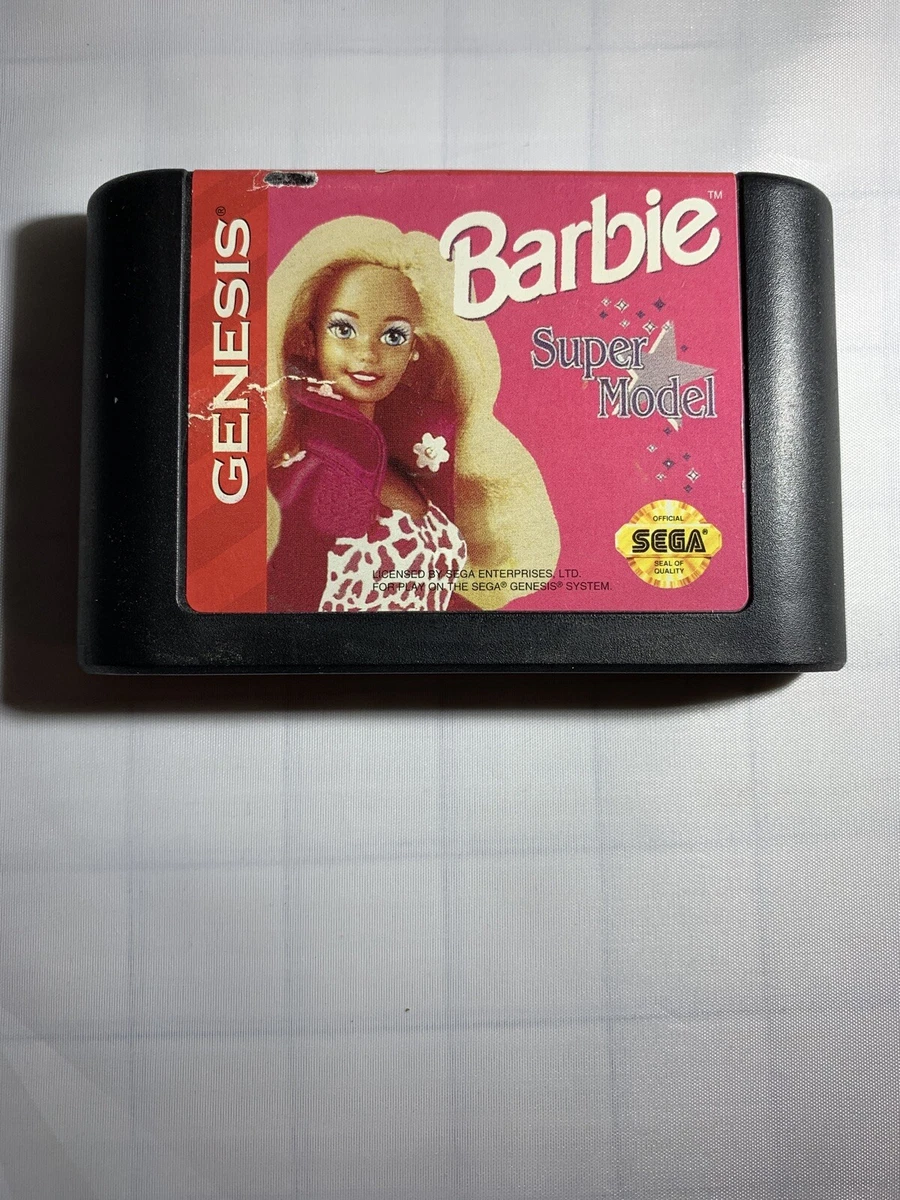 GENESIS®
Barbie™
Super
Model
OFFICIAL
SEGA®
SEAL OF
QUALITY
LICENSED BY SEGA ENTERPRISES, LTD.
FOR PLAY ON THE SEGA® GENESIS® SYSTEM.